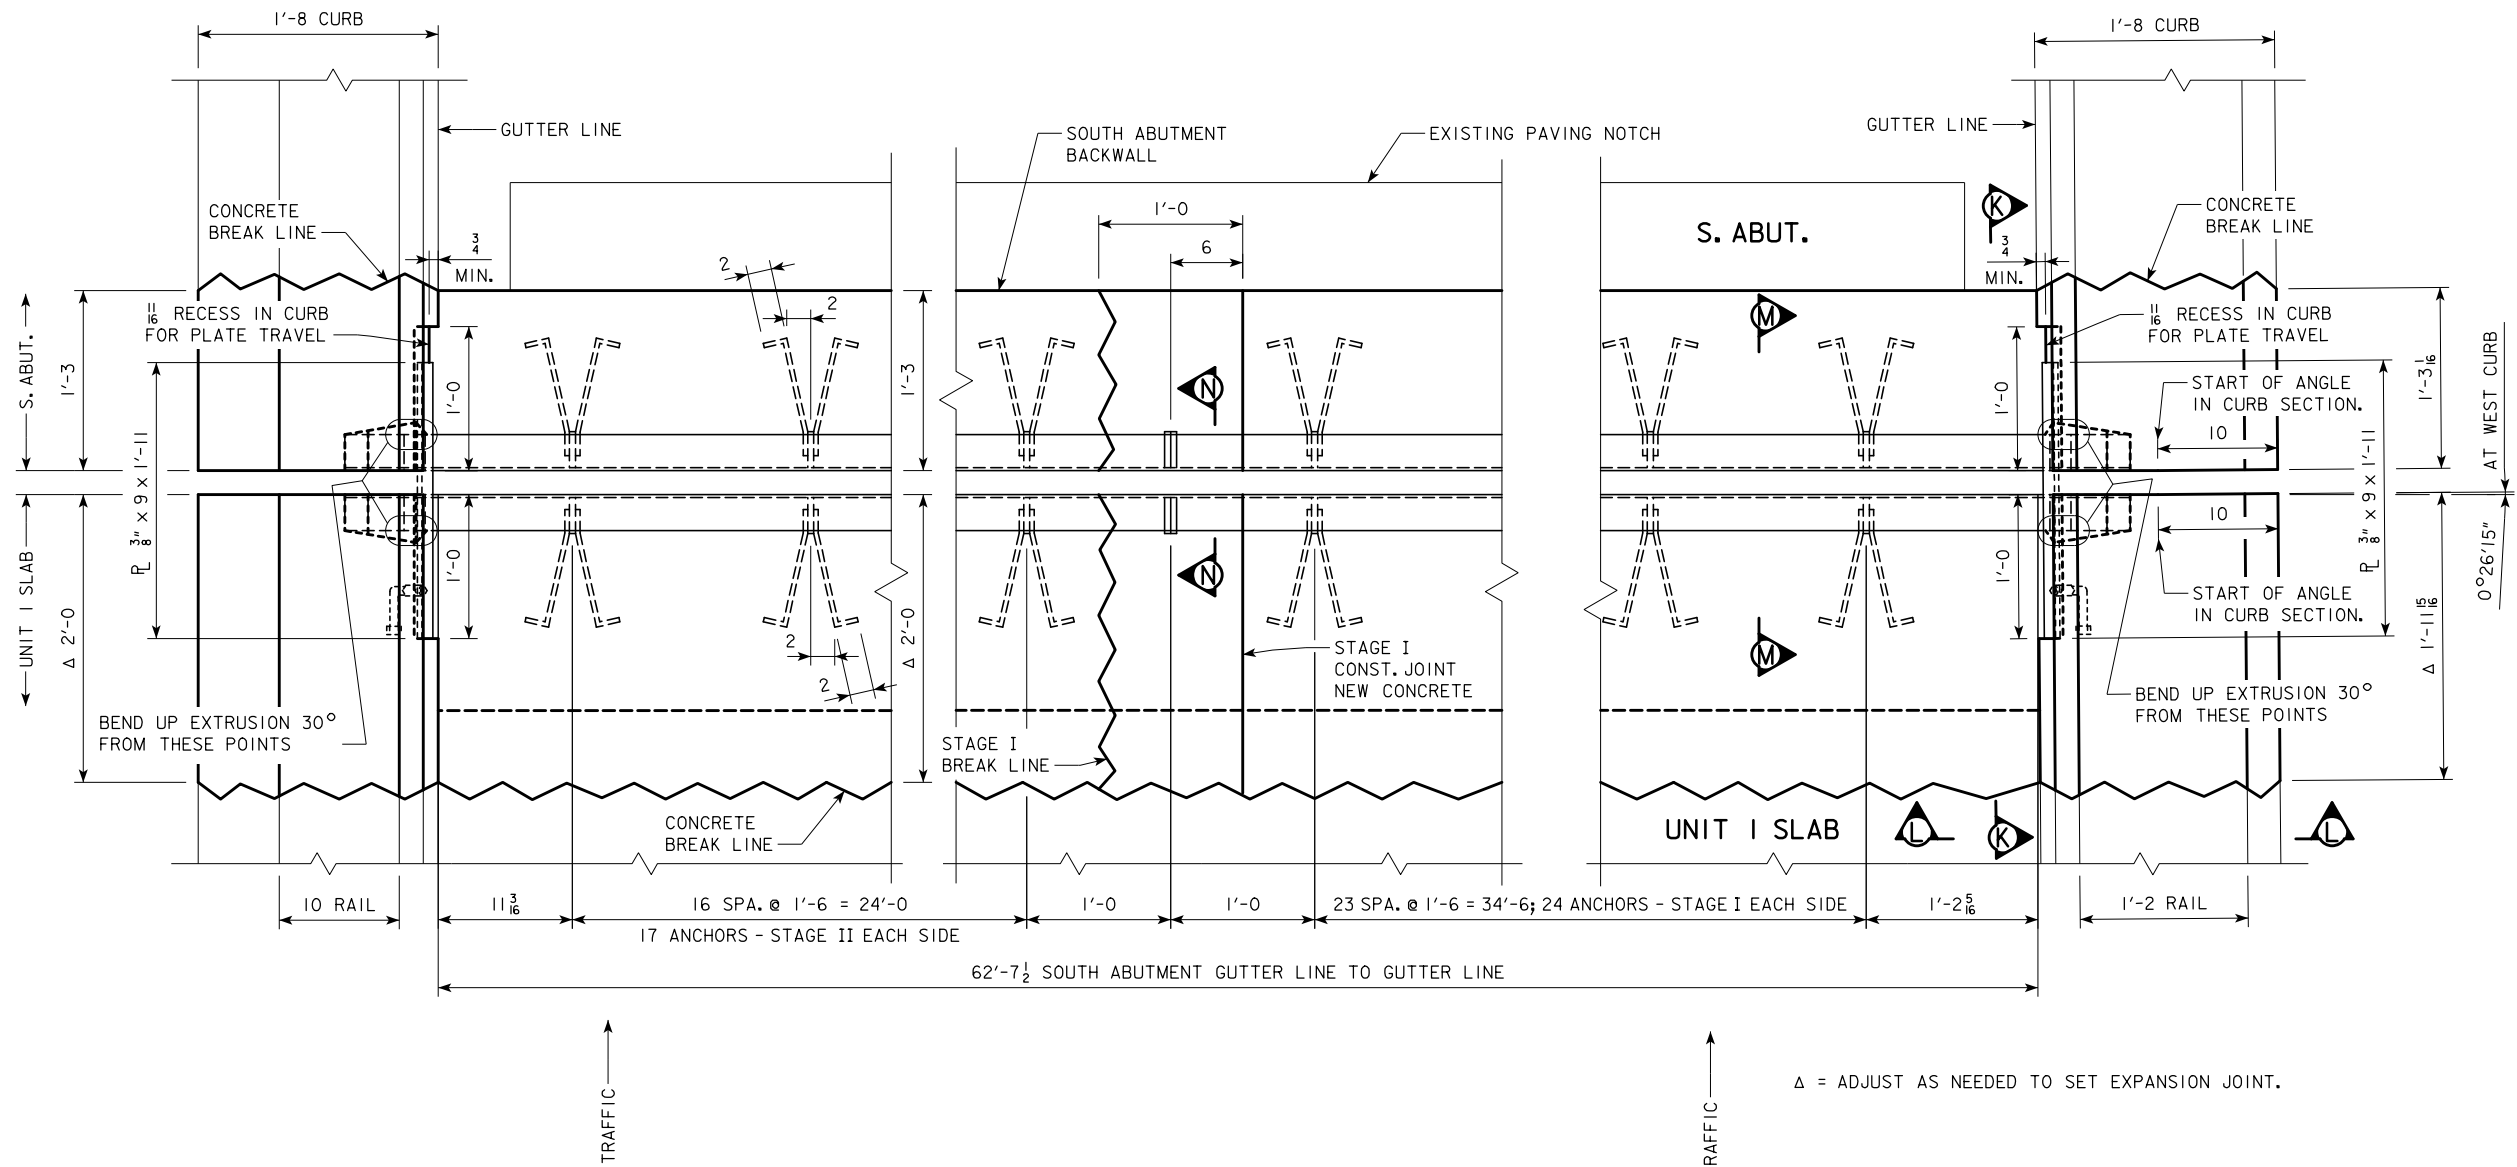 1'-8 CURB
1'-8 CURB
GUTTER LINE
SOUTH ABUTMENT
BACKWALL
EXISTING PAVING NOTCH
GUTTER LINE
CONCRETE
BREAK LINE
3/4
MIN.
2
2
1'-0
6
S. ABUT.
K
3/4
MIN.
CONCRETE
BREAK LINE
11/16 RECESS IN CURB
FOR PLATE TRAVEL
M
11/16 RECESS IN CURB
FOR PLATE TRAVEL
S. ABUT.
1'-3
1'-0
1'-3
N
1'-0
START OF ANGLE
IN CURB SECTION.
10
1'-3 1/16
AT WEST CURB
PL 3/8" x 9 x 1'-11
PL 3/8" x 9 x 1'-11
10
UNIT 1 SLAB
Δ 2'-0
1'-0
Δ 2'-0
N
1'-0
START OF ANGLE
IN CURB SECTION.
Δ 1'-11 15/16
0°26'15"
2
2
STAGE I
CONST. JOINT
NEW CONCRETE
M
BEND UP EXTRUSION 30°
FROM THESE POINTS
BEND UP EXTRUSION 30°
FROM THESE POINTS
STAGE I
BREAK LINE
CONCRETE
BREAK LINE
UNIT 1 SLAB
L
K
L
10 RAIL
11 3/16
16 SPA. @ 1'-6 = 24'-0
1'-0
1'-0
23 SPA. @ 1'-6 = 34'-6; 24 ANCHORS - STAGE I EACH SIDE
1'-2 5/16
1'-2 RAIL
17 ANCHORS - STAGE II EACH SIDE
62'-7 1/2 SOUTH ABUTMENT GUTTER LINE TO GUTTER LINE
TRAFFIC
RAFFIC
Δ = ADJUST AS NEEDED TO SET EXPANSION JOINT.